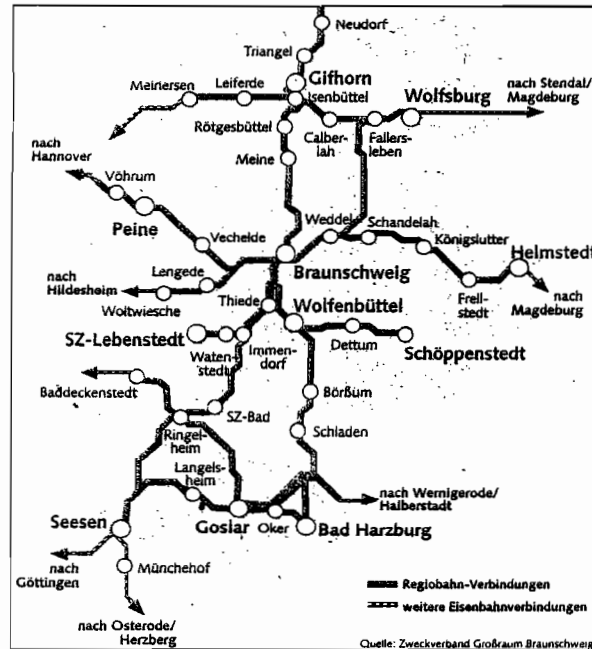 Neudorf
Triangel
Gifhorn
Meinersen
Leiferde
Isenbüttel
Wolfsburg
nach Stendal/
Magdeburg
Rötgesbüttel
Calber-
lah
Fallers-
leben
nach
Hannover
Meine
Vöhrum
Peine
Vechelde
Weddel
Schandelah
Königslutter
Helmstedt
nach
Hildesheim
Lengede
Braunschweig
Woltwiesche
Thiede
Wolfenbüttel
Frell-
stedt
nach
Magdeburg
SZ-Lebenstedt
Waten-
stedt
Immen-
dorf
Dettum
Schöppenstedt
Baddeckenstedt
SZ-Bad
Börßum
Ringel-
heim
Schladen
Langels-
heim
nach Wernigerode/
Halberstadt
Seesen
Goslar
Oker
Bad Harzburg
nach
Göttingen
Münchehof
nach Osterode/
Herzberg
Regiobahn-Verbindungen
weitere Eisenbahnverbindungen
Quelle: Zweckverband Großraum Braunschweig